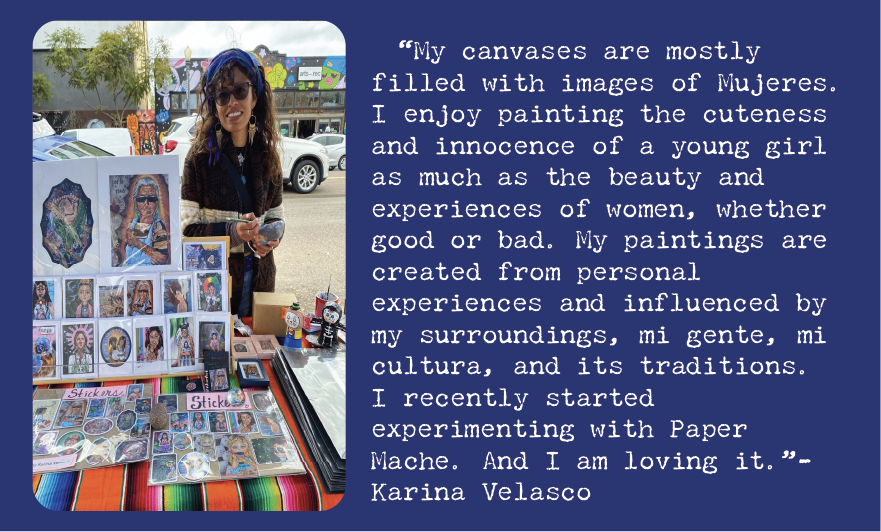 “My canvases are mostly
filled with images of Mujeres.
I enjoy painting the cuteness
and innocence of a young girl
as much as the beauty and
experiences of women, whether
good or bad. My paintings are
created from personal
experiences and influenced by
my surroundings, mi gente, mi
cultura, and its traditions.
I recently started
experimenting with Paper
Mache. And I am loving it.”-
Karina Velasco
Stickers
Sticke